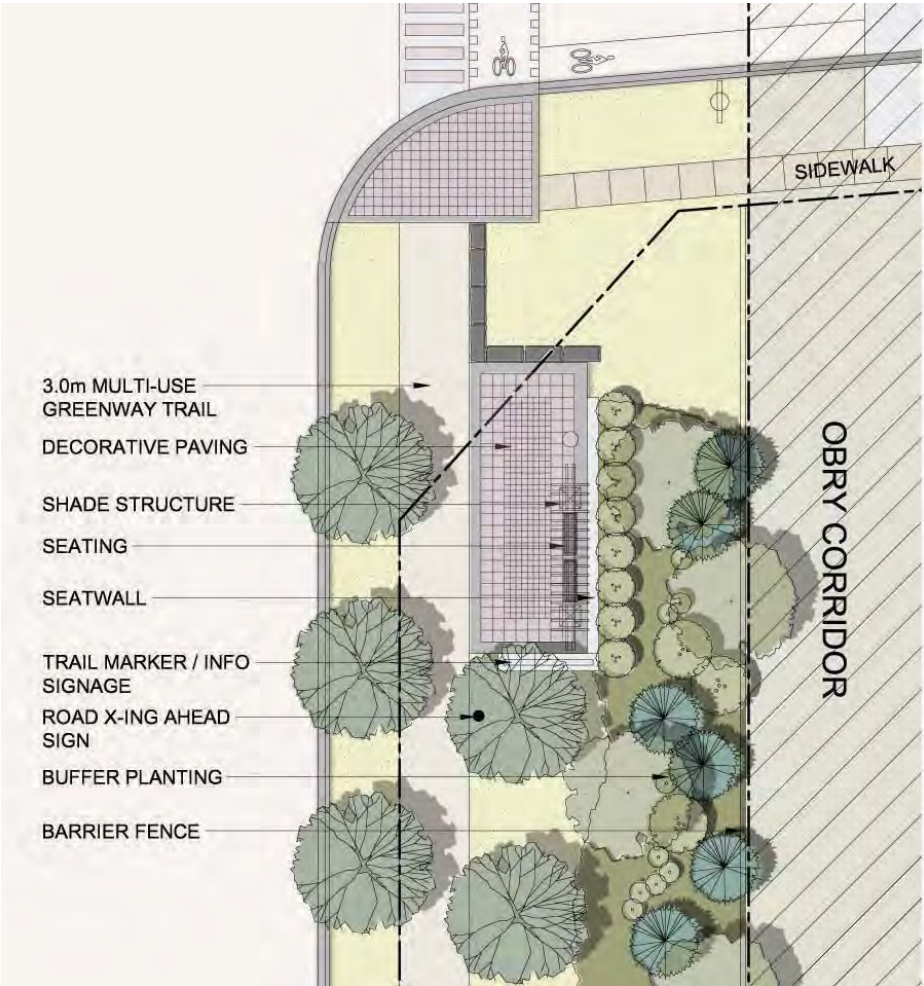 SIDEWALK
3.0m MULTI-USE
GREENWAY TRAIL
DECORATIVE PAVING
SHADE STRUCTURE
SEATING
SEATWALL
TRAIL MARKER / INFO
SIGNAGE
ROAD X-ING AHEAD
SIGN
BUFFER PLANTING
BARRIER FENCE
OBRY CORRIDOR